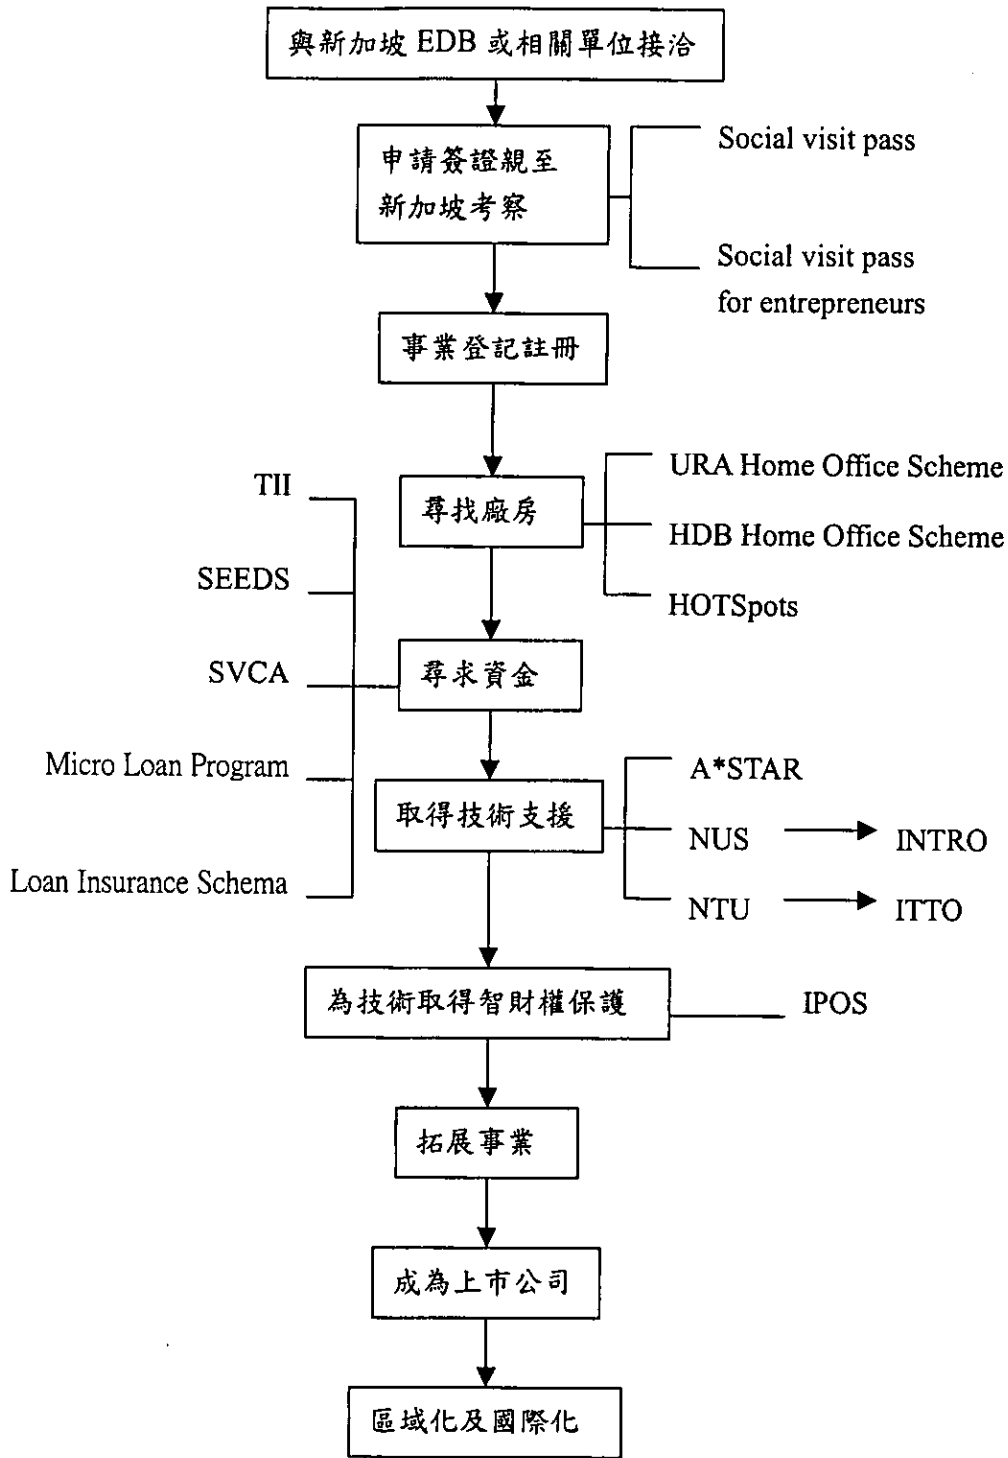 與新加坡 EDB 或相關單位接洽
申請簽證親至
新加坡考察
Social visit pass
Social visit pass
for entrepreneurs
事業登記註冊
尋找廠房
URA Home Office Scheme
HDB Home Office Scheme
HOTSpots
TII
SEEDS
SVCA
Micro Loan Program
Loan Insurance Schema
尋求資金
取得技術支援
A*STAR
NUS
INTRO
NTU
ITTO
為技術取得智財權保護
IPOS
拓展事業
成為上市公司
區域化及國際化